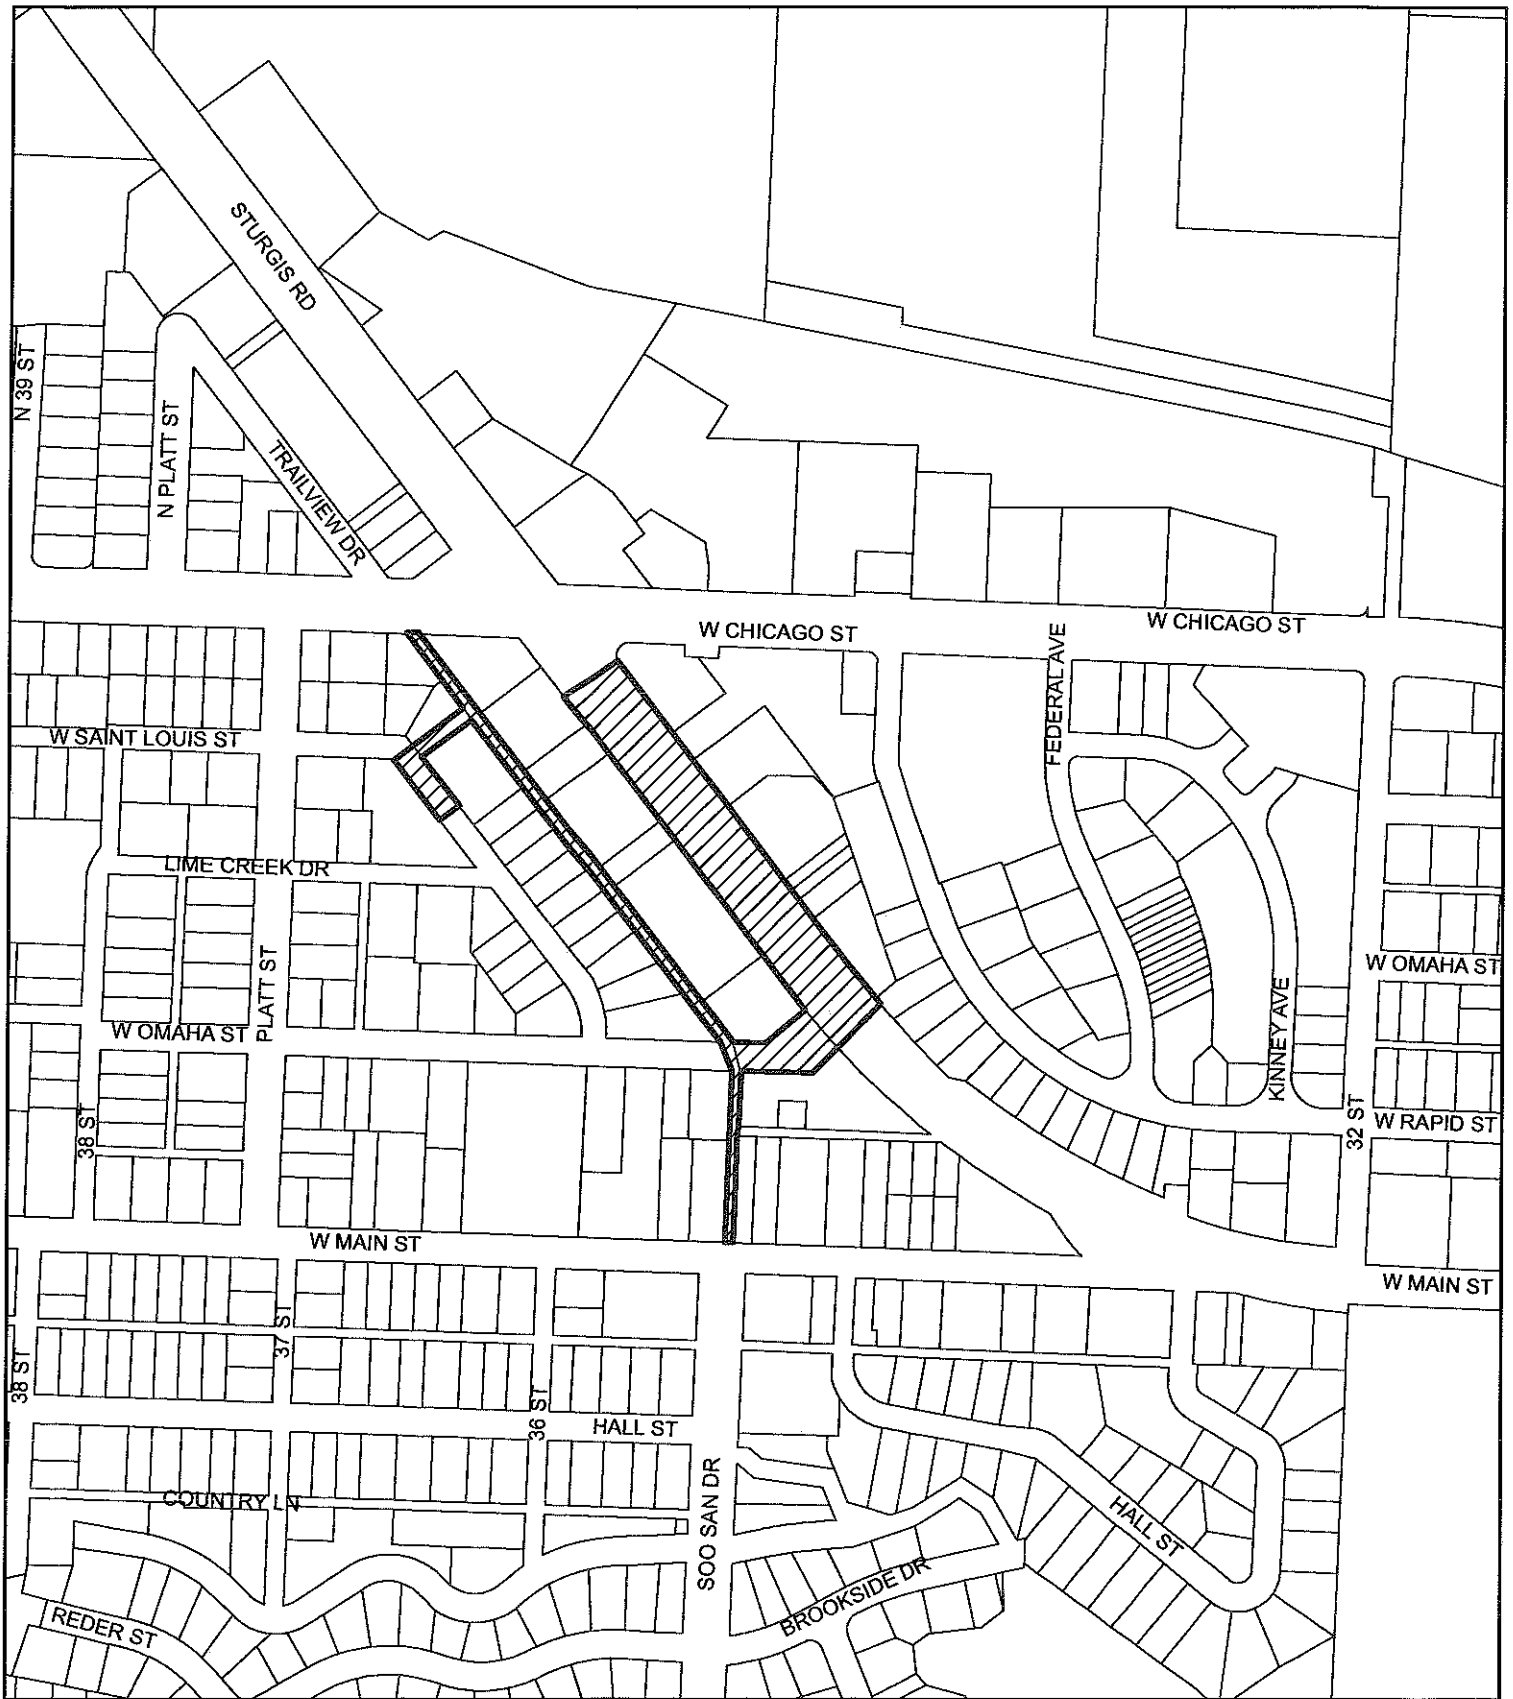 STURGIS RD
N 39 ST
N PLATT ST
TRAILVIEW DR
W CHICAGO ST
W CHICAGO ST
FEDERAL AVE
W SAINT LOUIS ST
LIME CREEK DR
PLATT ST
W OMAHA ST
W OMAHA ST
KINNEY AVE
38 ST
32 ST
W RAPID ST
W MAIN ST
W MAIN ST
37 ST
38 ST
36 ST
HALL ST
SOO SAN DR
COUNTRY LN
HALL ST
BROOKSIDE DR
REDER ST